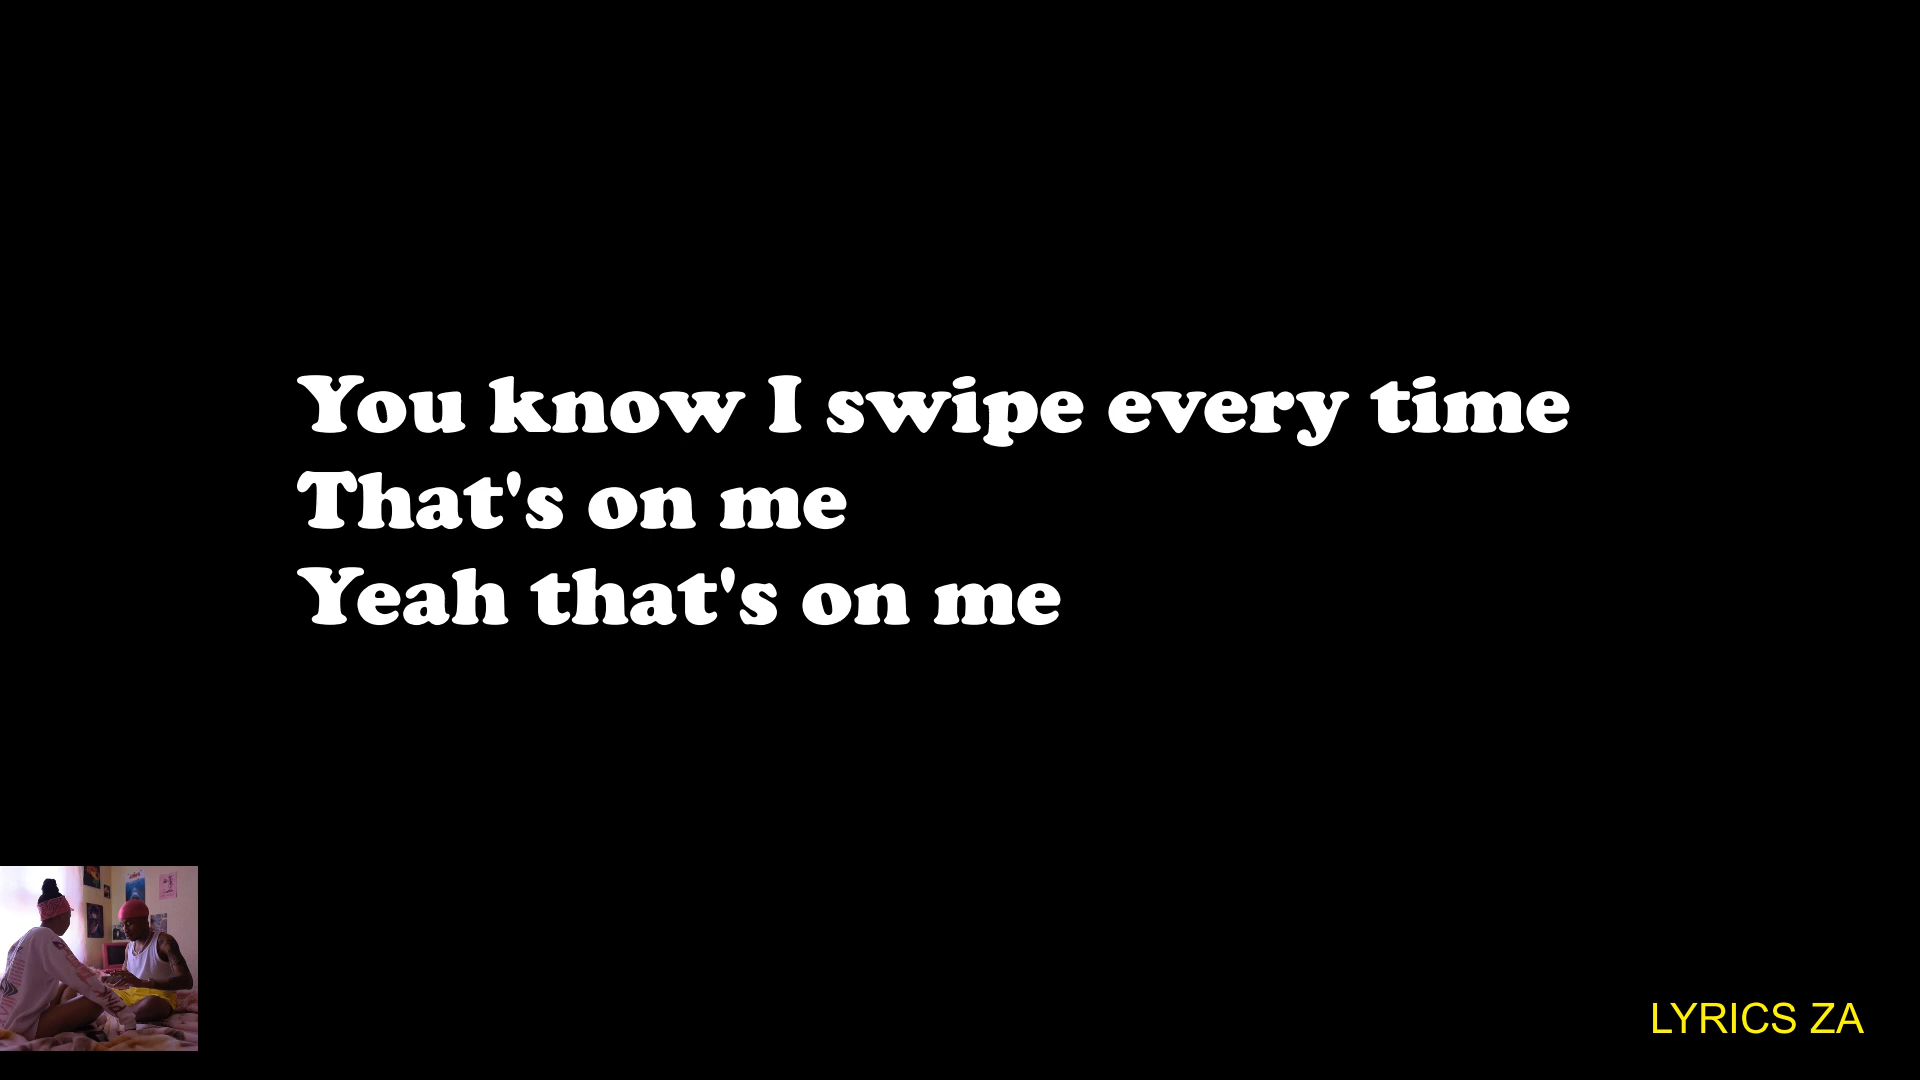 You know I swipe every time
That's on me
Yeah that's on me
LYRICS ZA